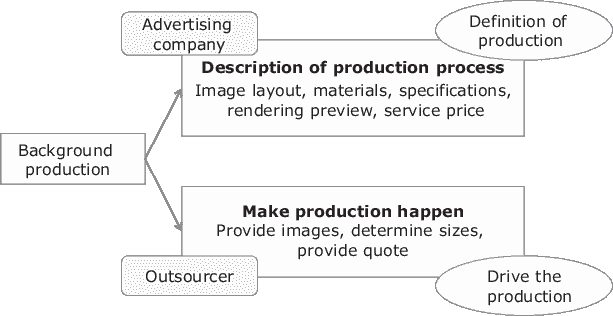 Advertising
company
Definition of
production
Description of production process
Image layout, materials, specifications,
rendering preview, service price
Background
production
Make production happen
Provide images, determine sizes,
provide quote
Outsourcer
Drive the
production